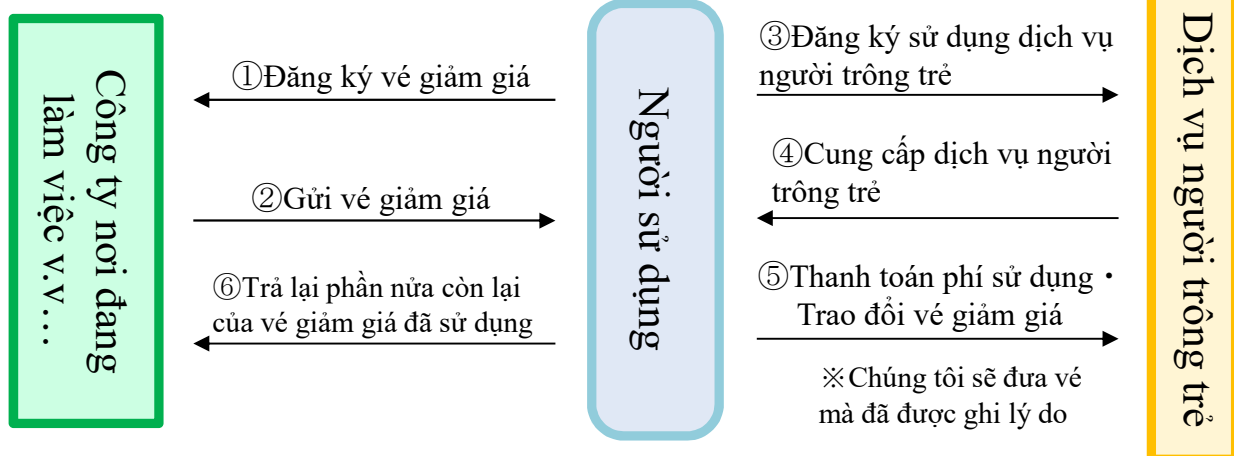 Công ty nơi đang
làm việc v.v…
①Đăng ký vé giảm giá
②Gửi vé giảm giá
⑥Trả lại phần nửa còn lại
của vé giảm giá đã sử dụng
Người sử dụng
③Đăng ký sử dụng dịch vụ
người trông trẻ
④Cung cấp dịch vụ người
trông trẻ
⑤Thanh toán phí sử dụng・
Trao đổi vé giảm giá
※Chúng tôi sẽ đưa vé
mà đã được ghi lý do
Dịch vụ người trông trẻ